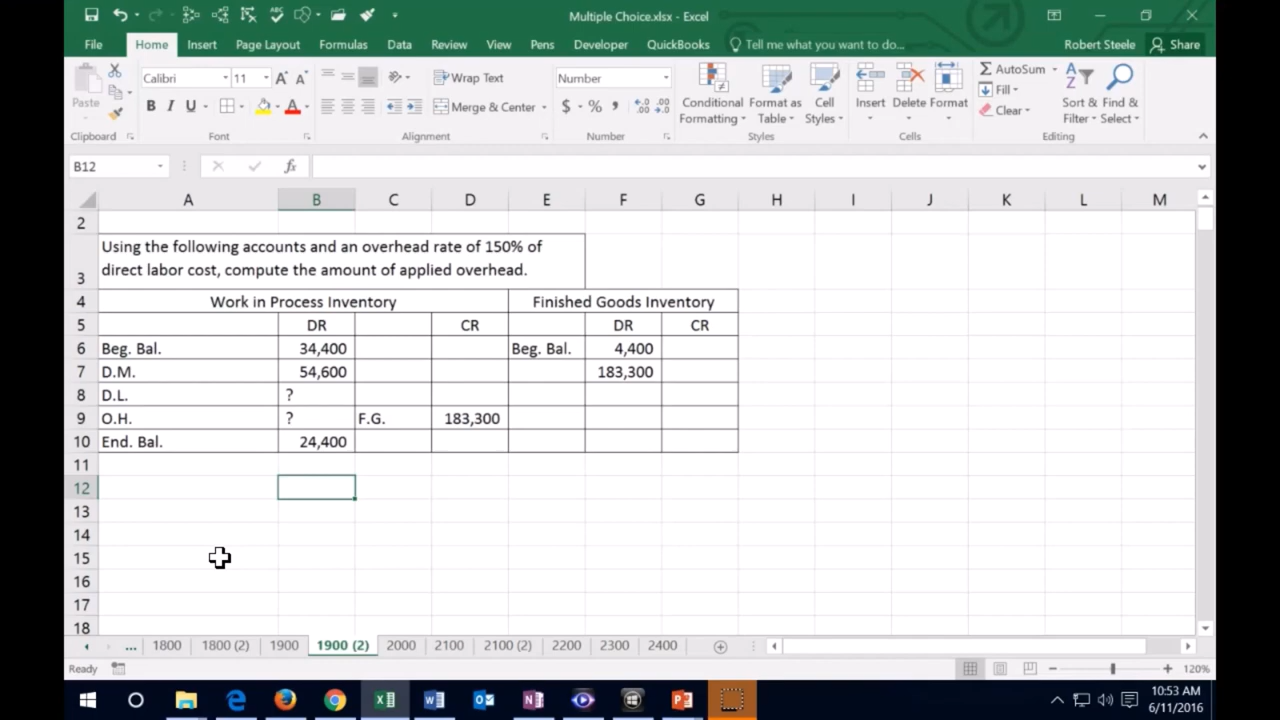 Multiple Choice.xlsx - Excel
File Home Insert Page Layout Formulas Data Review View Pens Developer QuickBooks Tell me what you want to do... Robert Steele Share
Calibri 11 Wrap Text Number AutoSum
Paste Fill
B I U Merge & Center $ % Conditional Format as Cell Insert Delete Format Clear Sort & Find &
Formatting Table Styles Filter Select
Clipboard Font Alignment Number Styles Cells Editing
B12 fx
A B C D E F G H I J K L M
2
3 Using the following accounts and an overhead rate of 150% of
direct labor cost, compute the amount of applied overhead.
4 Work in Process Inventory Finished Goods Inventory
5 DR CR DR CR
6 Beg. Bal. 34,400 Beg. Bal. 4,400
7 D.M. 54,600 183,300
8 D.L. ?
9 O.H. ? F.G. 183,300
10 End. Bal. 24,400
11
12
13
14
15
16
17
18
... 1800 1800 (2) 1900 1900 (2) 2000 2100 2100 (2) 2200 2300 2400
Ready 120%
10:53 AM
6/11/2016